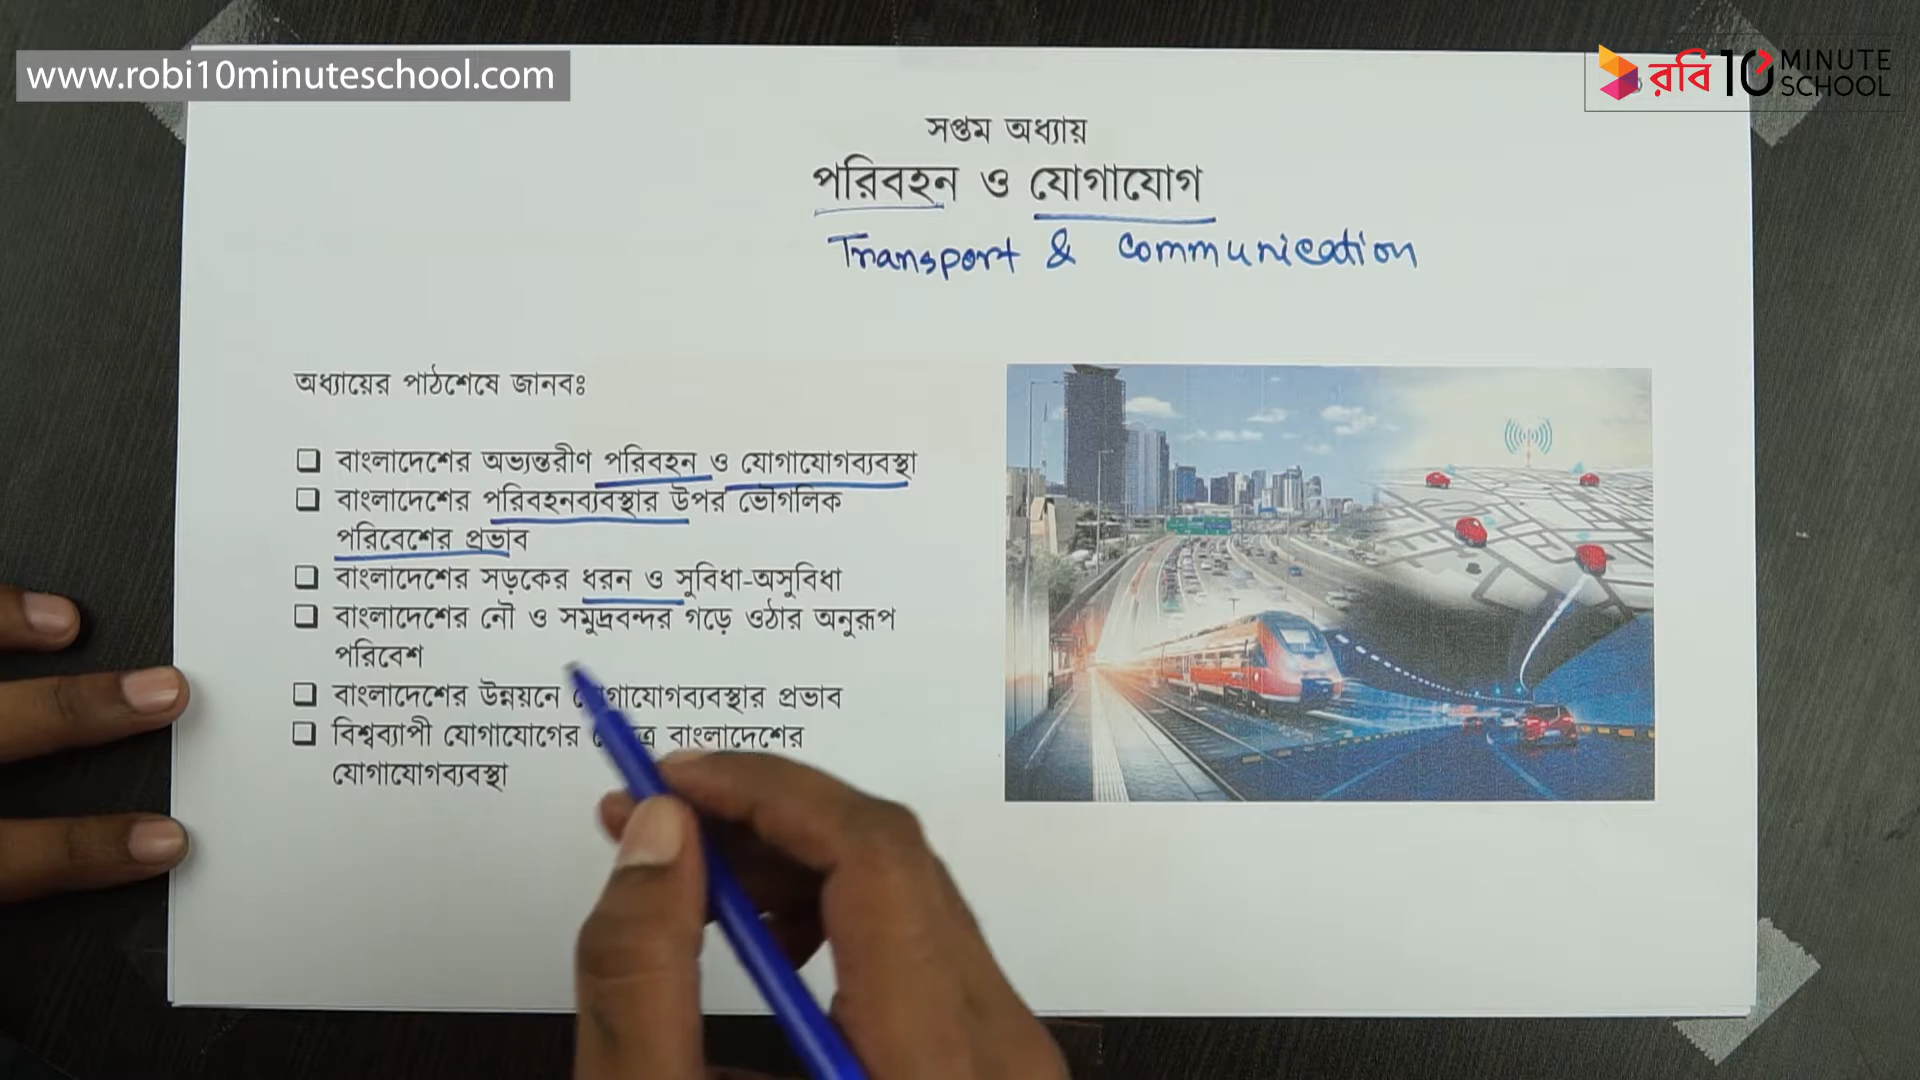 www.robi10minuteschool.com
রবি 10 MINUTE SCHOOL
সপ্তম অধ্যায়
পরিবহন ও যোগাযোগ
Transport & Communication
অধ্যায়ের পাঠশেষে জানবঃ
বাংলাদেশের অভ্যন্তরীণ পরিবহন ও যোগাযোগব্যবস্থা
বাংলাদেশের পরিবহনব্যবস্থার উপর ভৌগলিক
পরিবেশের প্রভাব
বাংলাদেশের সড়কের ধরন ও সুবিধা-অসুবিধা
বাংলাদেশের নৌ ও সমুদ্রবন্দর গড়ে ওঠার অনুরূপ
পরিবেশ
বাংলাদেশের উন্নয়নে যোগাযোগব্যবস্থার প্রভাব
বিশ্বব্যাপী যোগাযোগের বাংলাদেশের
যোগাযোগব্যবস্থা